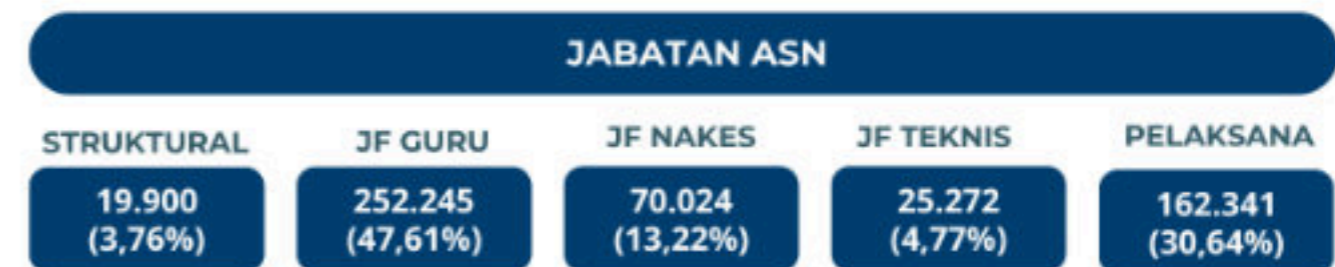 JABATAN ASN
STRUKTURAL
19.900
(3,76%)
JF GURU
252.245
(47,61%)
JF NAKES
70.024
(13,22%)
JF TEKNIS
25.272
(4,77%)
PELAKSANA
162.341
(30,64%)